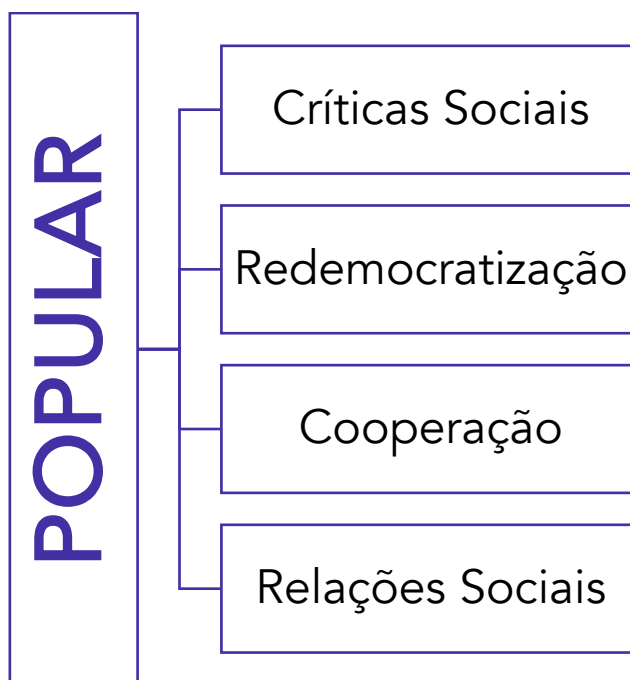 POPULAR
Críticas Sociais
Redemocratização
Cooperação
Relações Sociais